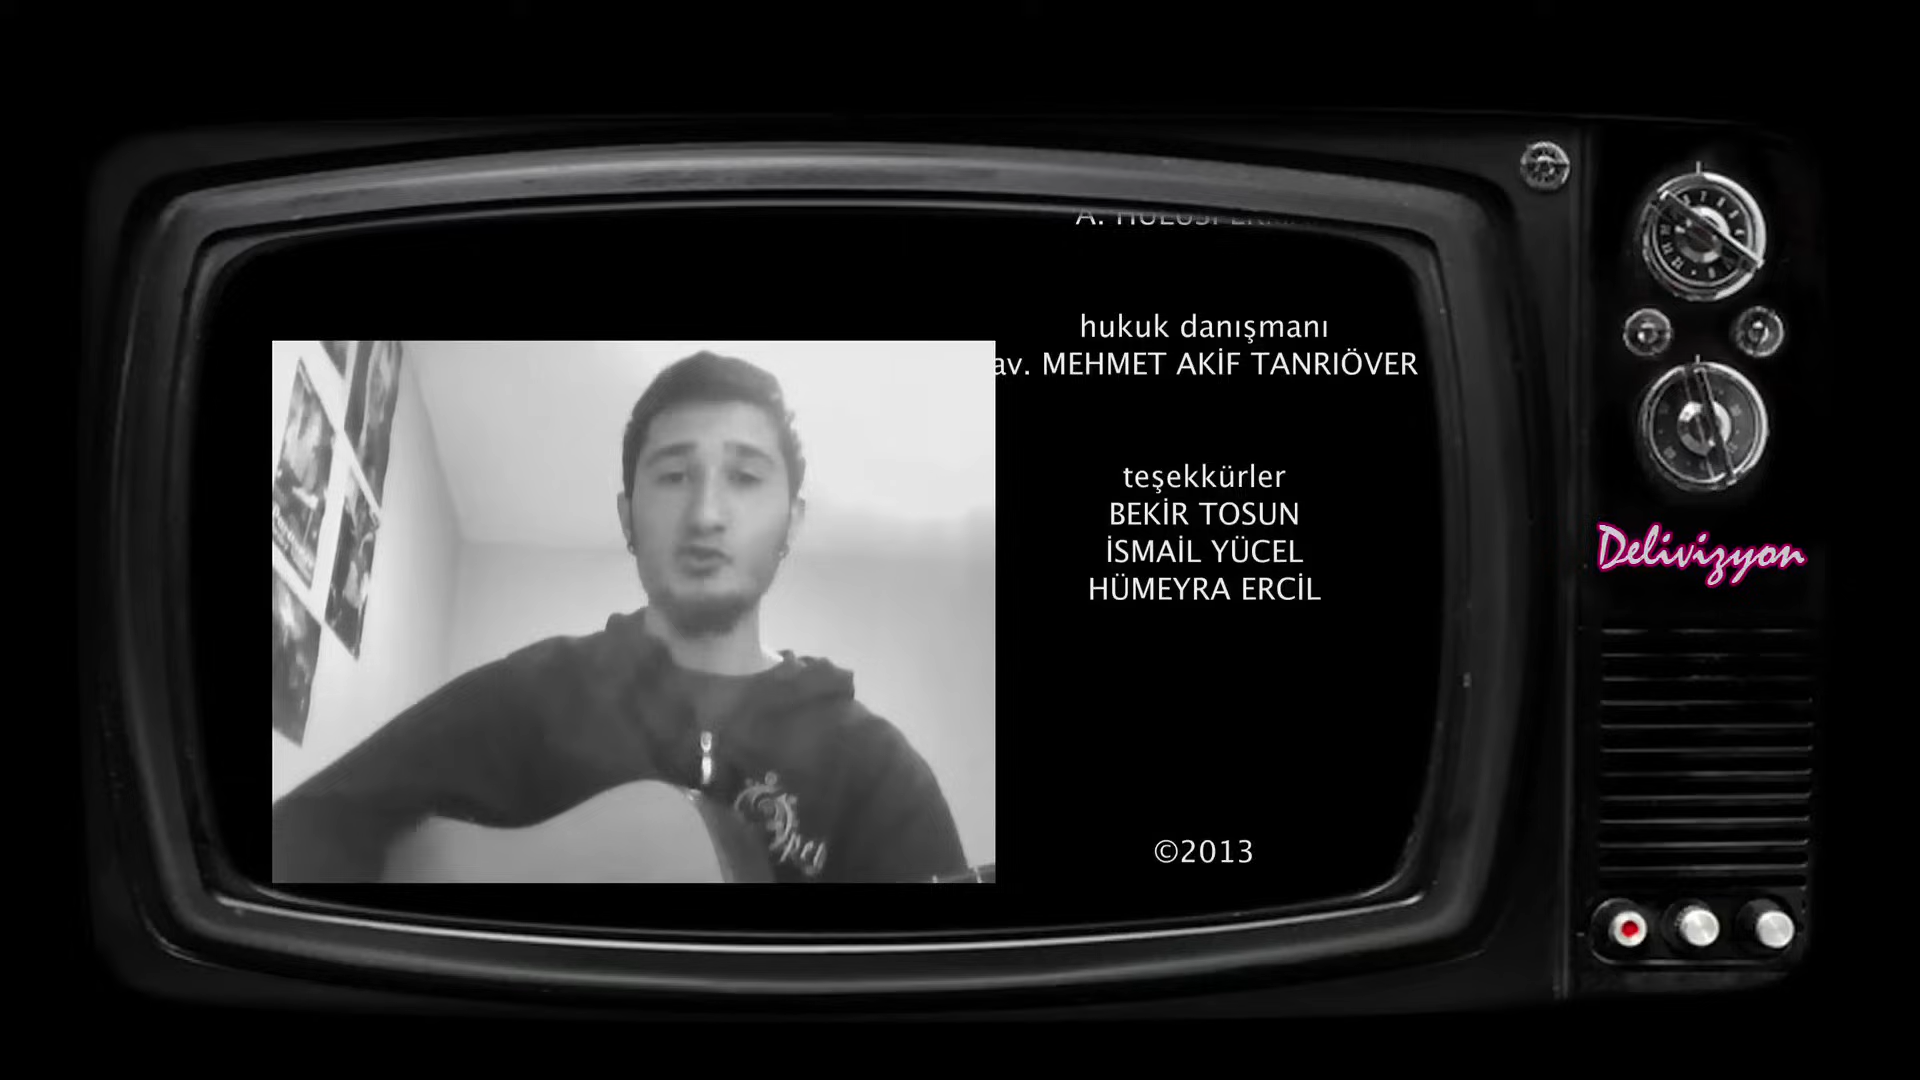 hukuk danışmanı
av. MEHMET AKİF TANRIÖVER
teşekkürler
BEKİR TOSUN
İSMAİL YÜCEL
HÜMEYRA ERCİL
©2013
Delivizyon